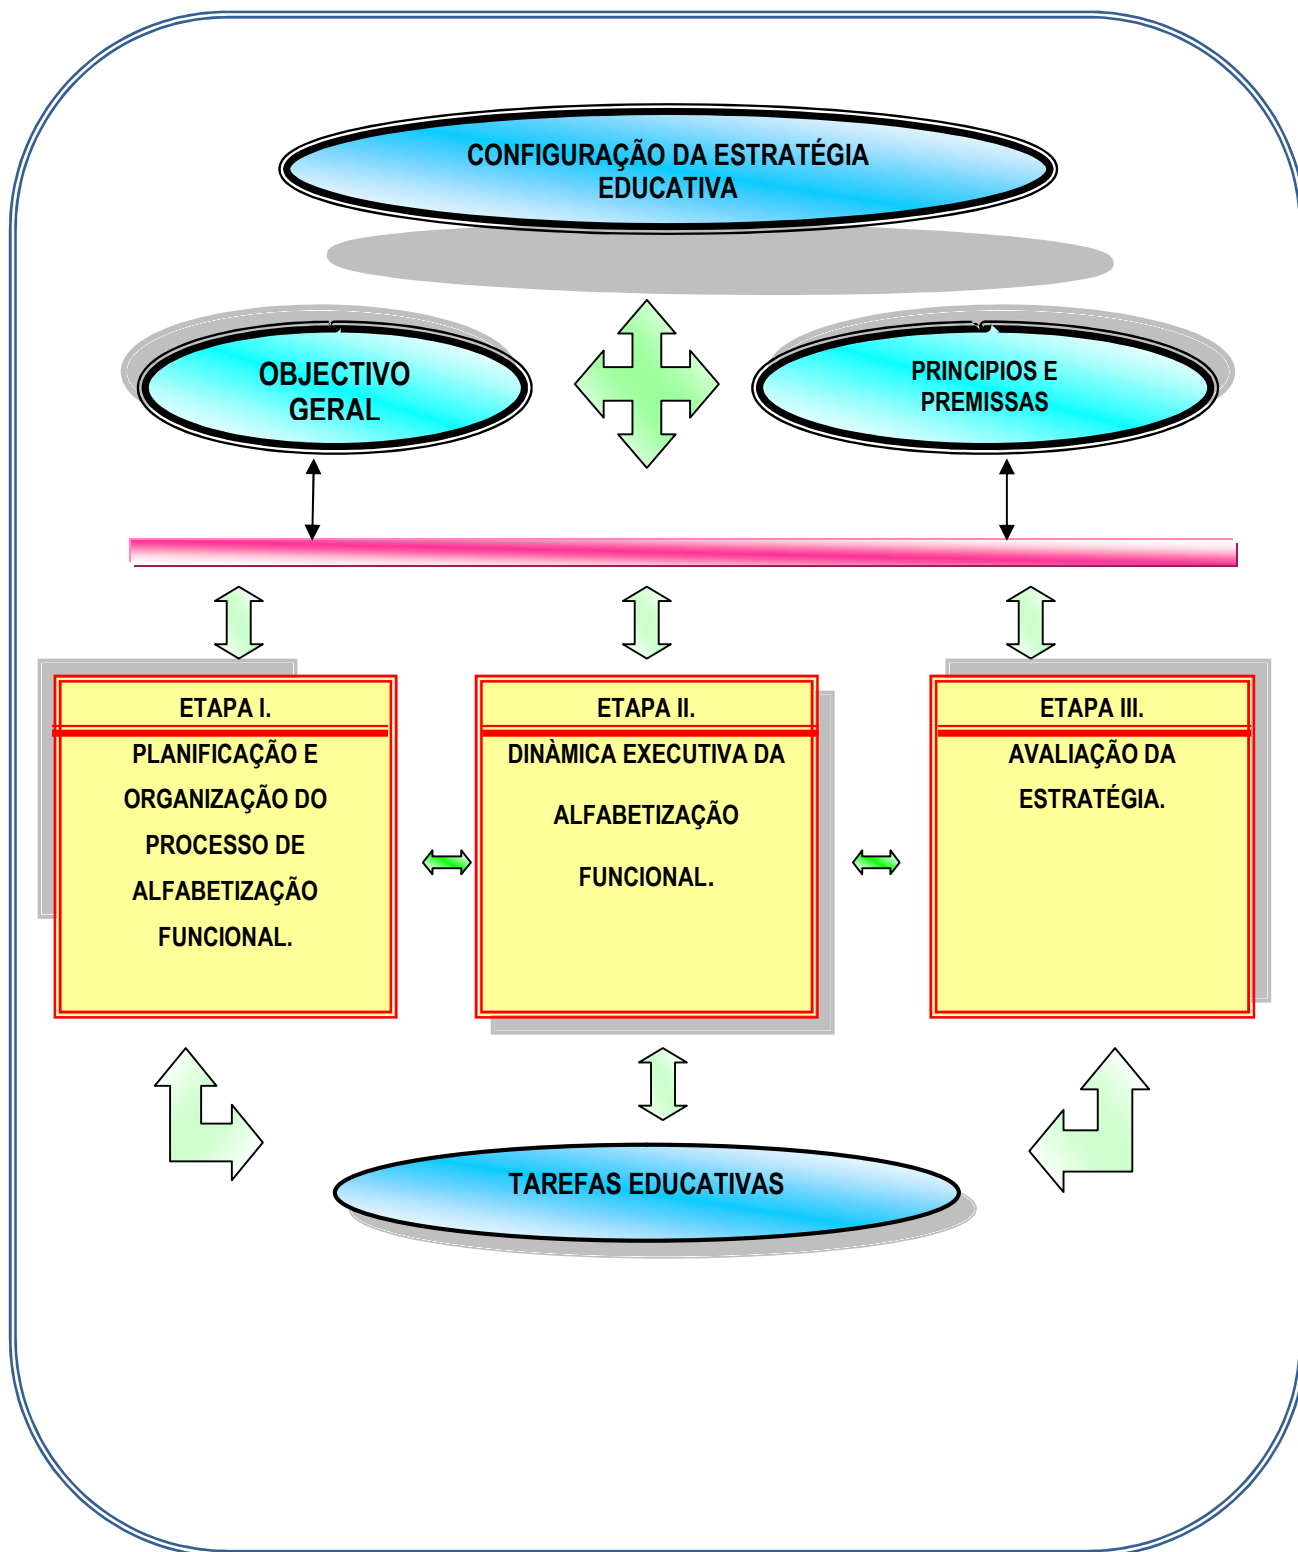 CONFIGURAÇÃO DA ESTRATÉGIA
EDUCATIVA
OBJECTIVO
GERAL
PRINCIPIOS E
PREMISSAS
ETAPA I.
PLANIFICAÇÃO E
ORGANIZAÇÃO DO
PROCESSO DE
ALFABETIZAÇÃO
FUNCIONAL.
ETAPA II.
DINÀMICA EXECUTIVA DA
ALFABETIZAÇÃO
FUNCIONAL.
ETAPA III.
AVALIAÇÃO DA
ESTRATÉGIA.
TAREFAS EDUCATIVAS